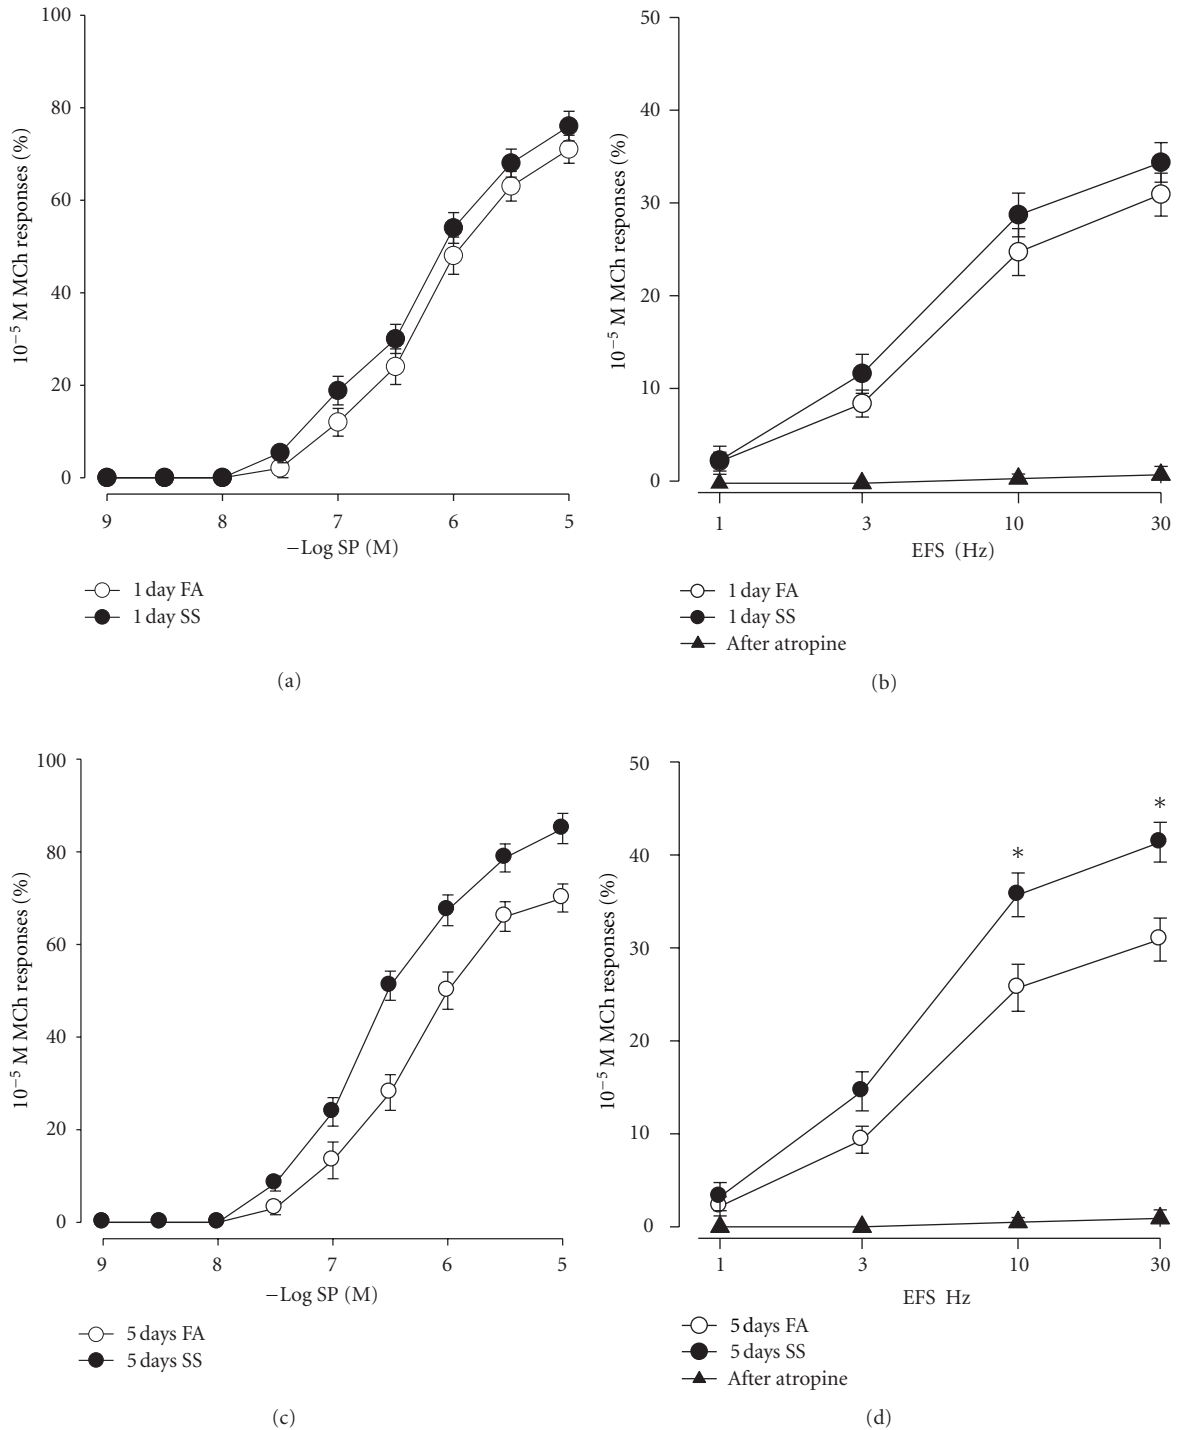 100
80
60
40
20
0
10⁻⁵ M MCh responses (%)
9 8 7 6 5
−Log SP (M)
1 day FA
1 day SS
(a)
50
40
30
20
10
0
10⁻⁵ M MCh responses (%)
1 3 10 30
EFS (Hz)
1 day FA
1 day SS
After atropine
(b)
100
80
60
40
20
0
10⁻⁵ M MCh responses (%)
9 8 7 6 5
−Log SP (M)
5 days FA
5 days SS
(c)
50
40
30
20
10
0
10⁻⁵ M MCh responses (%)
*
*
1 3 10 30
EFS Hz
5 days FA
5 days SS
After atropine
(d)